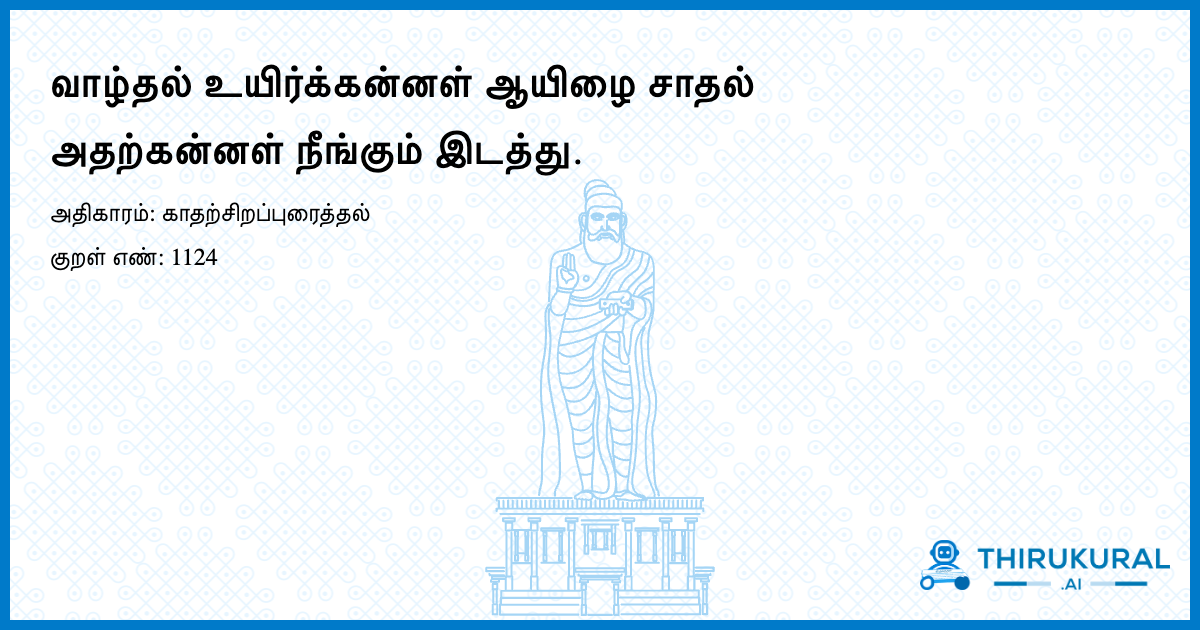 வாழ்தல் உயிர்க்கன்னள் ஆயிழை சாதல்
அதற்கன்னள் நீங்கும் இடத்து.
அதிகாரம்: காதற்சிறப்புரைத்தல்
குறள் எண்: 1124
THIRUKURAL
.AI